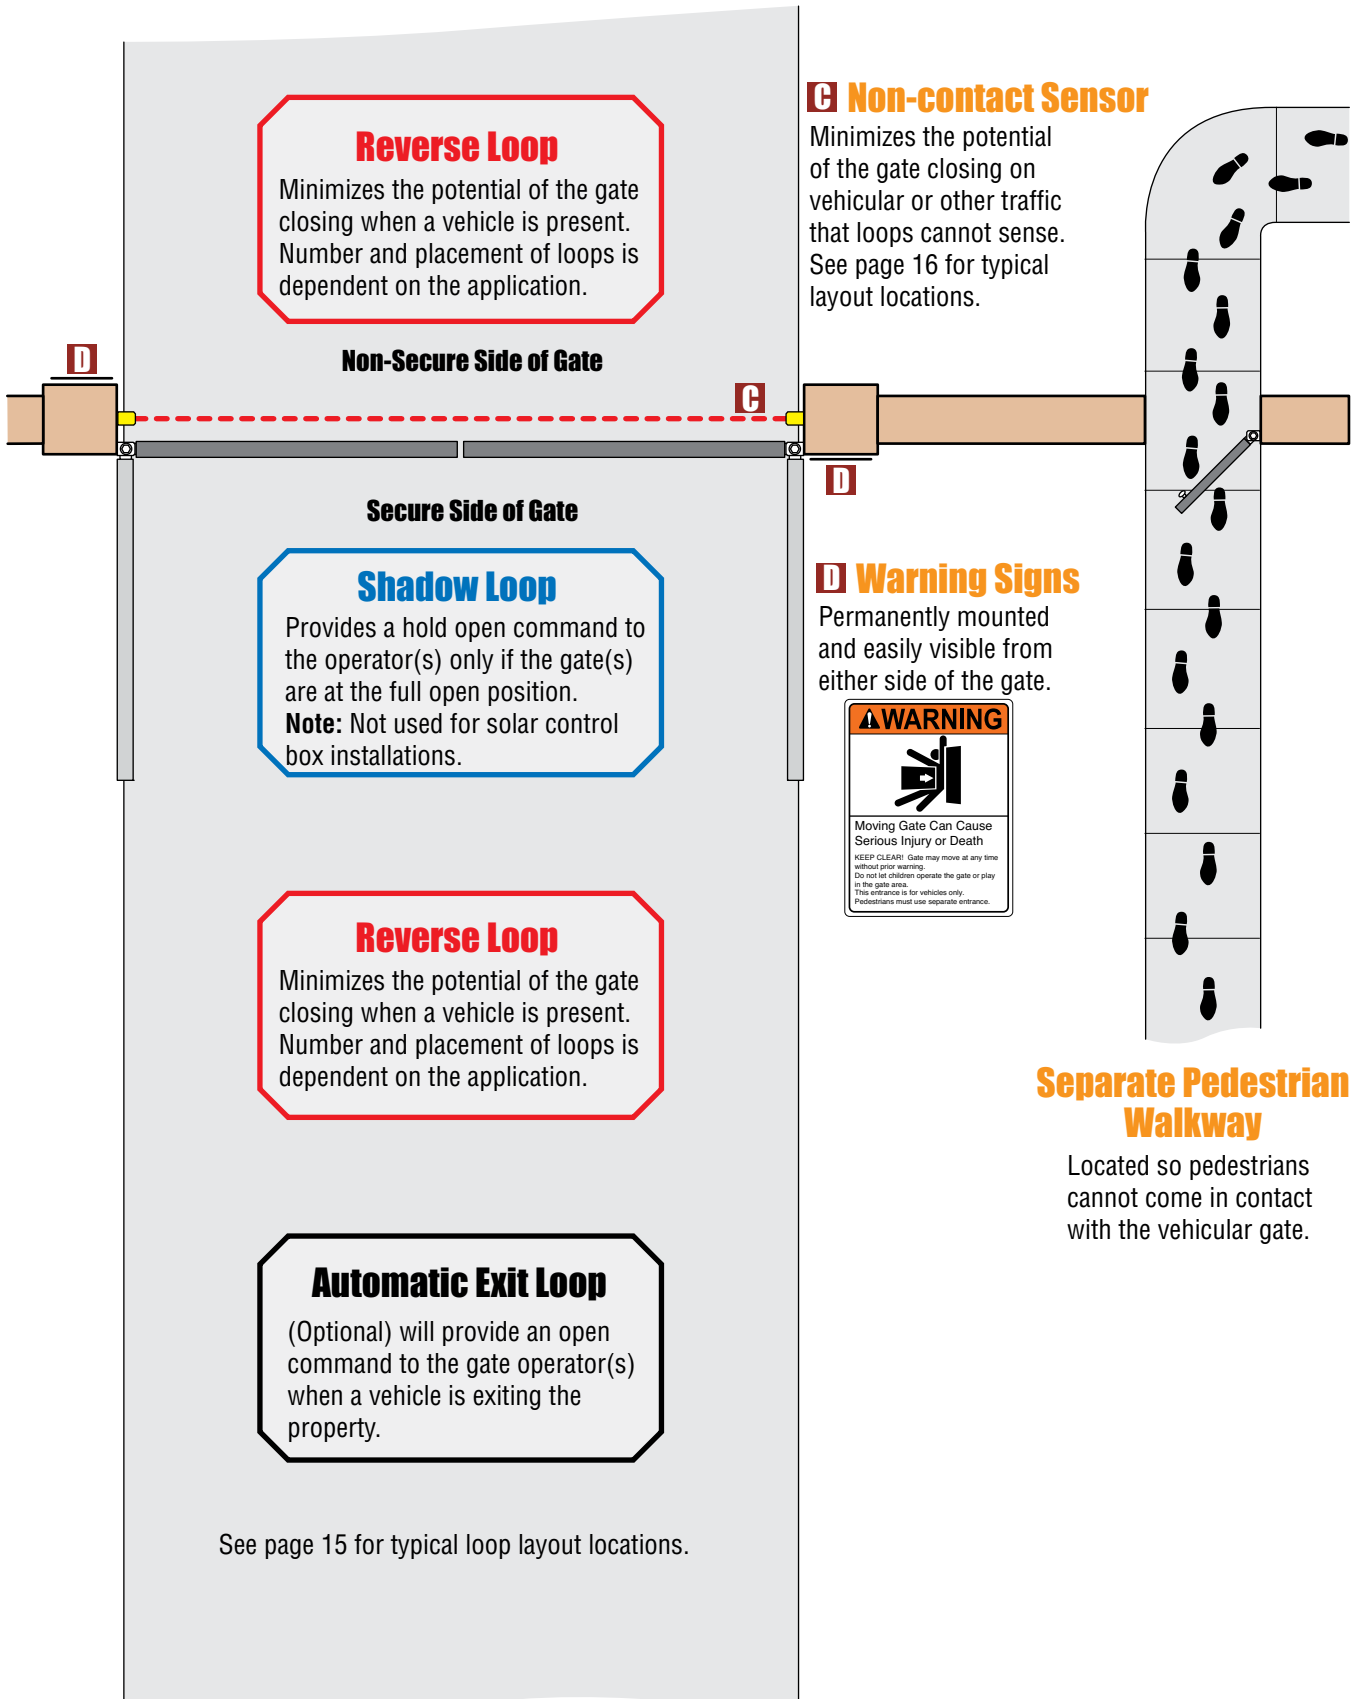 Reverse Loop
Minimizes the potential of the gate
closing when a vehicle is present.
Number and placement of loops is
dependent on the application.
C Non-contact Sensor
Minimizes the potential
of the gate closing on
vehicular or other traffic
that loops cannot sense.
See page 16 for typical
layout locations.
Non-Secure Side of Gate
D
C
D
Secure Side of Gate
Shadow Loop
Provides a hold open command to
the operator(s) only if the gate(s)
are at the full open position.
Note: Not used for solar control
box installations.
D Warning Signs
Permanently mounted
and easily visible from
either side of the gate.
WARNING
Moving Gate Can Cause
Serious Injury or Death
KEEP CLEAR! Gate may move at any time
without prior warning.
Do not let children operate the gate or play
in the gate area.
This entrance is for vehicles only.
Pedestrians must use separate entrance.
Reverse Loop
Minimizes the potential of the gate
closing when a vehicle is present.
Number and placement of loops is
dependent on the application.
Separate Pedestrian
Walkway
Located so pedestrians
cannot come in contact
with the vehicular gate.
Automatic Exit Loop
(Optional) will provide an open
command to the gate operator(s)
when a vehicle is exiting the
property.
See page 15 for typical loop layout locations.